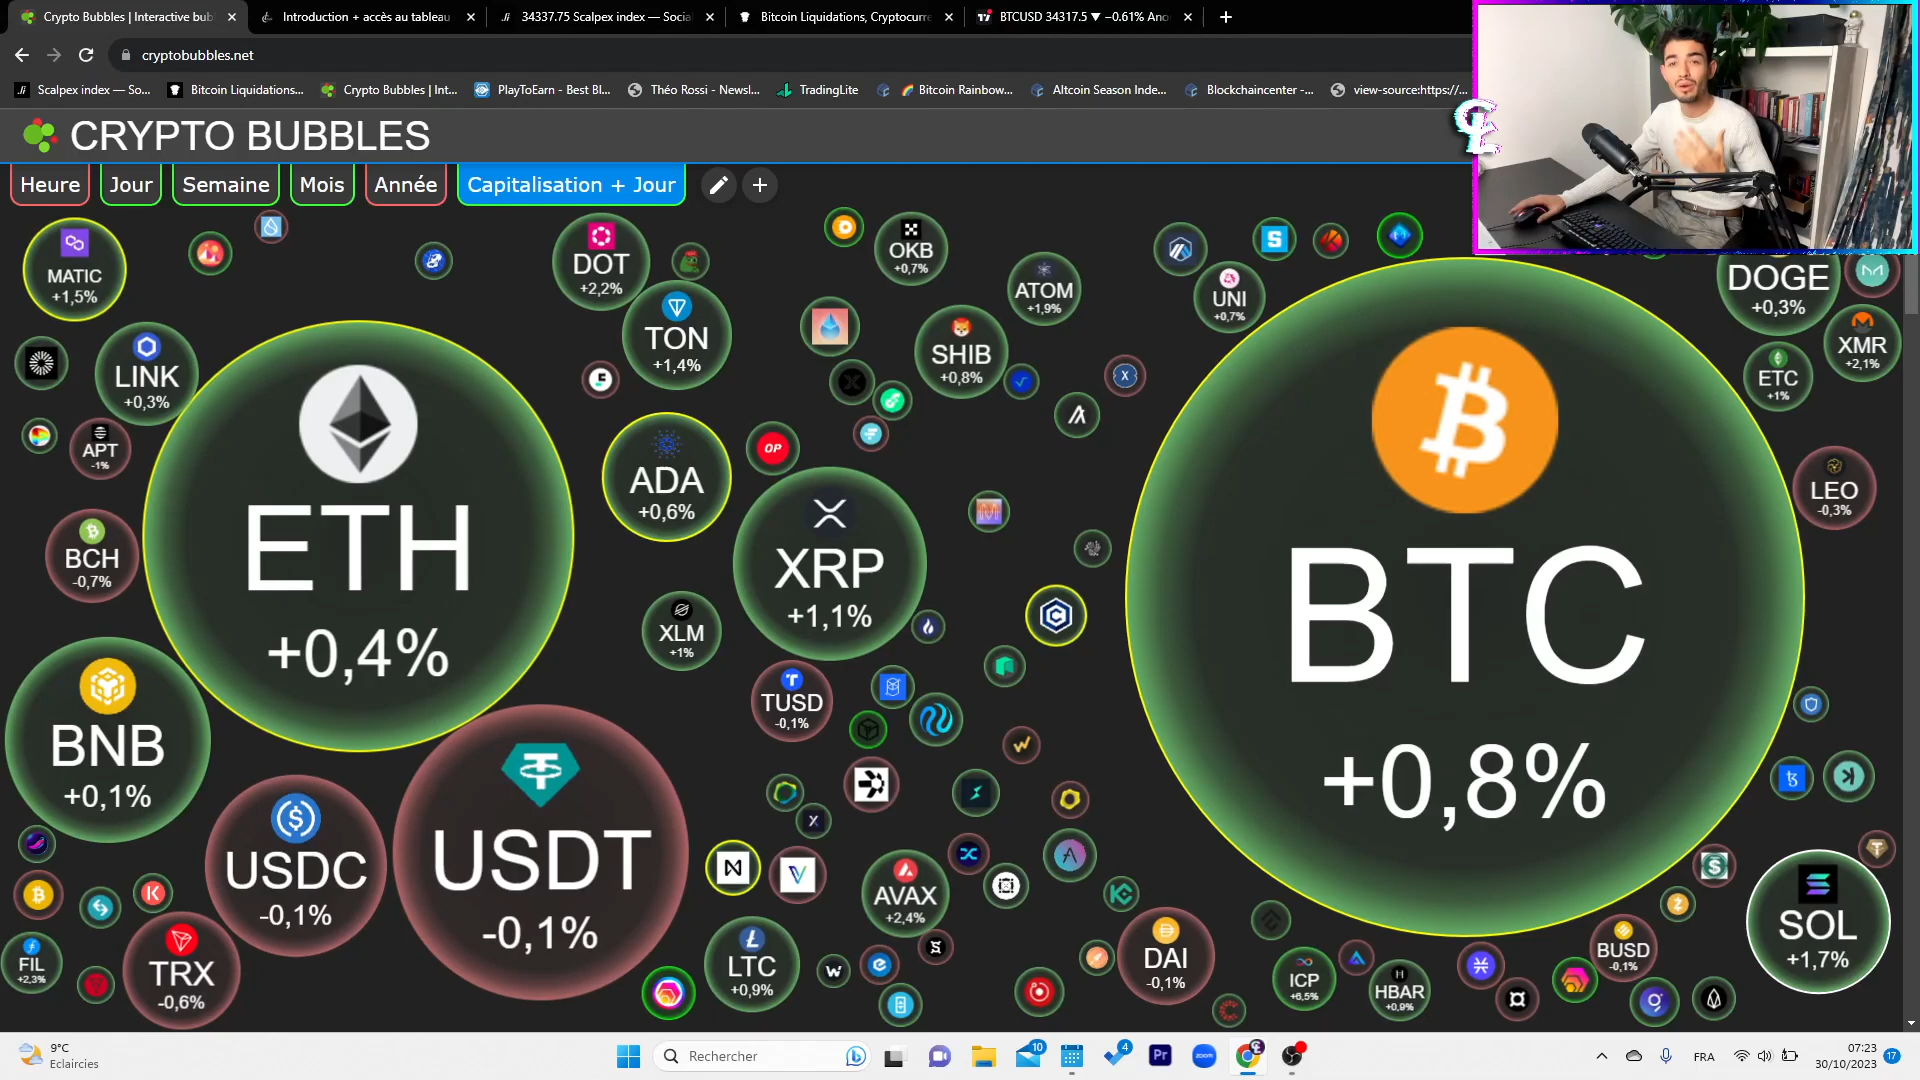 Crypto Bubbles | Interactive bub
Introduction + accès au tableau
34337.75 Scalpex index — Social
Bitcoin Liquidations, Cryptocurre
BTCUSD 34317.5 ▼ −0.61% Ano
cryptobubbles.net
Scalpex index — So...
Bitcoin Liquidations...
Crypto Bubbles | Int...
PlayToEarn - Best Bl...
Théo Rossi - Newsl...
TradingLite
Bitcoin Rainbow...
Altcoin Season Inde...
Blockchaincenter -...
view-source:https://...
CRYPTO BUBBLES
Heure
Jour
Semaine
Mois
Année
Capitalisation + Jour
MATIC
+1,5%
DOT
+2,2%
OKB
+0,7%
ATOM
+1,9%
UNI
+0,7%
DOGE
+0,3%
XMR
+2,1%
ETC
+1%
LINK
+0,3%
TON
+1,4%
SHIB
+0,8%
APT
-1%
ETH
+0,4%
ADA
+0,6%
OP
XRP
+1,1%
BTC
+0,8%
LEO
-0,3%
BCH
-0,7%
XLM
+1%
TUSD
-0,1%
BNB
+0,1%
USDC
-0,1%
USDT
-0,1%
AVAX
+2,4%
SOL
+1,7%
FIL
+2,3%
TRX
-0,6%
LTC
+0,9%
DAI
-0,1%
ICP
+6,5%
HBAR
+0,9%
BUSD
-0,1%
9°C
Eclaircies
Rechercher
10
4
Pr
zoom
FRA
07:23
30/10/2023
17